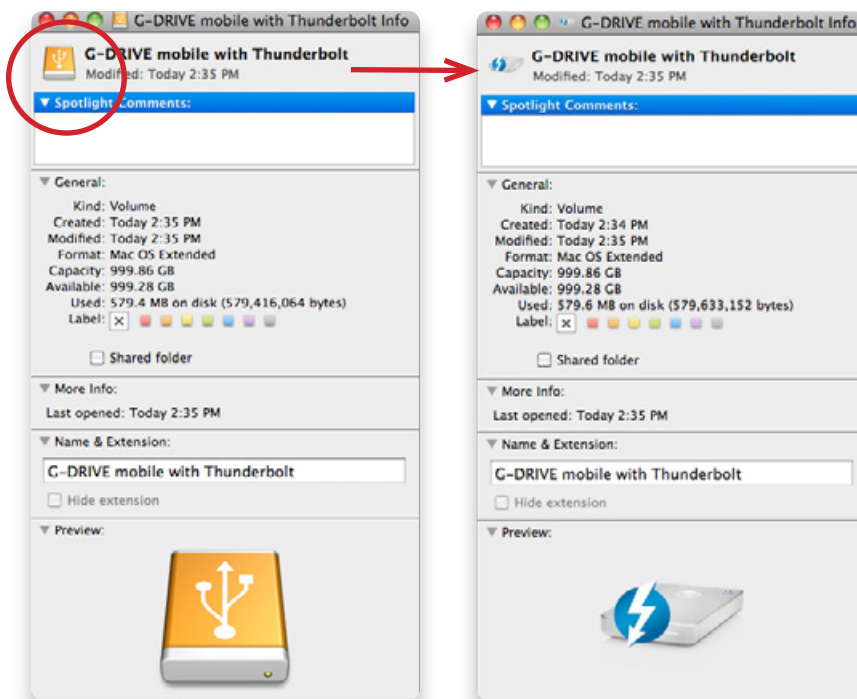 G-DRIVE mobile with Thunderbolt Info
G-DRIVE mobile with Thunderbolt
Modified: Today 2:35 PM
Spotlight Comments:
General:
Kind: Volume
Created: Today 2:35 PM
Modified: Today 2:35 PM
Format: Mac OS Extended
Capacity: 999.86 GB
Available: 999.28 GB
Used: 579.4 MB on disk (579,416,064 bytes)
Label:
Shared folder
More Info:
Last opened: Today 2:35 PM
Name & Extension:
G-DRIVE mobile with Thunderbolt
Hide extension
Preview:
G-DRIVE mobile with Thunderbolt Info
G-DRIVE mobile with Thunderbolt
Modified: Today 2:35 PM
Spotlight Comments:
General:
Kind: Volume
Created: Today 2:34 PM
Modified: Today 2:35 PM
Format: Mac OS Extended
Capacity: 999.86 GB
Available: 999.28 GB
Used: 579.6 MB on disk (579,633,152 bytes)
Label:
Shared folder
More Info:
Last opened: Today 2:35 PM
Name & Extension:
G-DRIVE mobile with Thunderbolt
Hide extension
Preview: